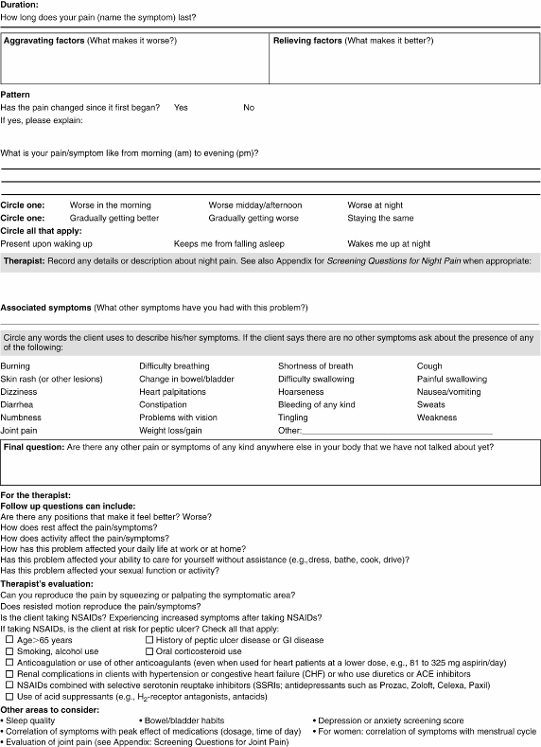 Duration:
How long does your pain (name the symptom) last?
Aggravating factors (What makes it worse?)
Relieving factors (What makes it better?)
Pattern
Has the pain changed since it first began? Yes No
If yes, please explain:
What is your pain/symptom like from morning (am) to evening (pm)?
Circle one: Worse in the morning Worse midday/afternoon Worse at night
Circle one: Gradually getting better Gradually getting worse Staying the same
Circle all that apply:
Present upon waking up Keeps me from falling asleep Wakes me up at night
Therapist: Record any details or description about night pain. See also Appendix for Screening Questions for Night Pain when appropriate:
Associated symptoms (What other symptoms have you had with this problem?)
Circle any words the client uses to describe his/her symptoms. If the client says there are no other symptoms ask about the presence of any
of the following:
Burning Difficulty breathing Shortness of breath Cough
Skin rash (or other lesions) Change in bowel/bladder Difficulty swallowing Painful swallowing
Dizziness Heart palpitations Hoarseness Nausea/vomiting
Diarrhea Constipation Bleeding of any kind Sweats
Numbness Problems with vision Tingling Weakness
Joint pain Weight loss/gain Other:
Final question: Are there any other pain or symptoms of any kind anywhere else in your body that we have not talked about yet?
For the therapist:
Follow up questions can include:
Are there any positions that make it feel better? Worse?
How does rest affect the pain/symptoms?
How does activity affect the pain/symptoms?
How has this problem affected your daily life at work or at home?
Has this problem affected your ability to care for yourself without assistance (e.g.,dress, bathe, cook, drive)?
Has this problem affected your sexual function or activity?
Therapist's evaluation:
Can you reproduce the pain by squeezing or palpating the symptomatic area?
Does resisted motion reproduce the pain/symptoms?
Is the client taking NSAIDs? Experiencing increased symptoms after taking NSAIDs?
If taking NSAIDs, is the client at risk for peptic ulcer? Check all that apply:
☐ Age>65 years ☐ History of peptic ulcer disease or GI disease
☐ Smoking, alcohol use ☐ Oral corticosteroid use
☐ Anticoagulation or use of other anticoagulants (even when used for heart patients at a lower dose, e.g., 81 to 325 mg aspirin/day)
☐ Renal complications in clients with hypertension or congestive heart failure (CHF) or who use diuretics or ACE inhibitors
☐ NSAIDs combined with selective serotonin reuptake inhibitors (SSRIs; antidepressants such as Prozac, Zoloft, Celexa, Paxil)
☐ Use of acid suppressants (e.g., H₂-receptor antagonists, antacids)
Other areas to consider:
• Sleep quality • Bowel/bladder habits • Depression or anxiety screening score
• Correlation of symptoms with peak effect of medications (dosage, time of day) • For women: correlation of symptoms with menstrual cycle
• Evaluation of joint pain (see Appendix: Screening Questions for Joint Pain)